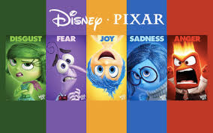 Disney · PIXAR
DISGUST FEAR JOY SADNESS ANGER